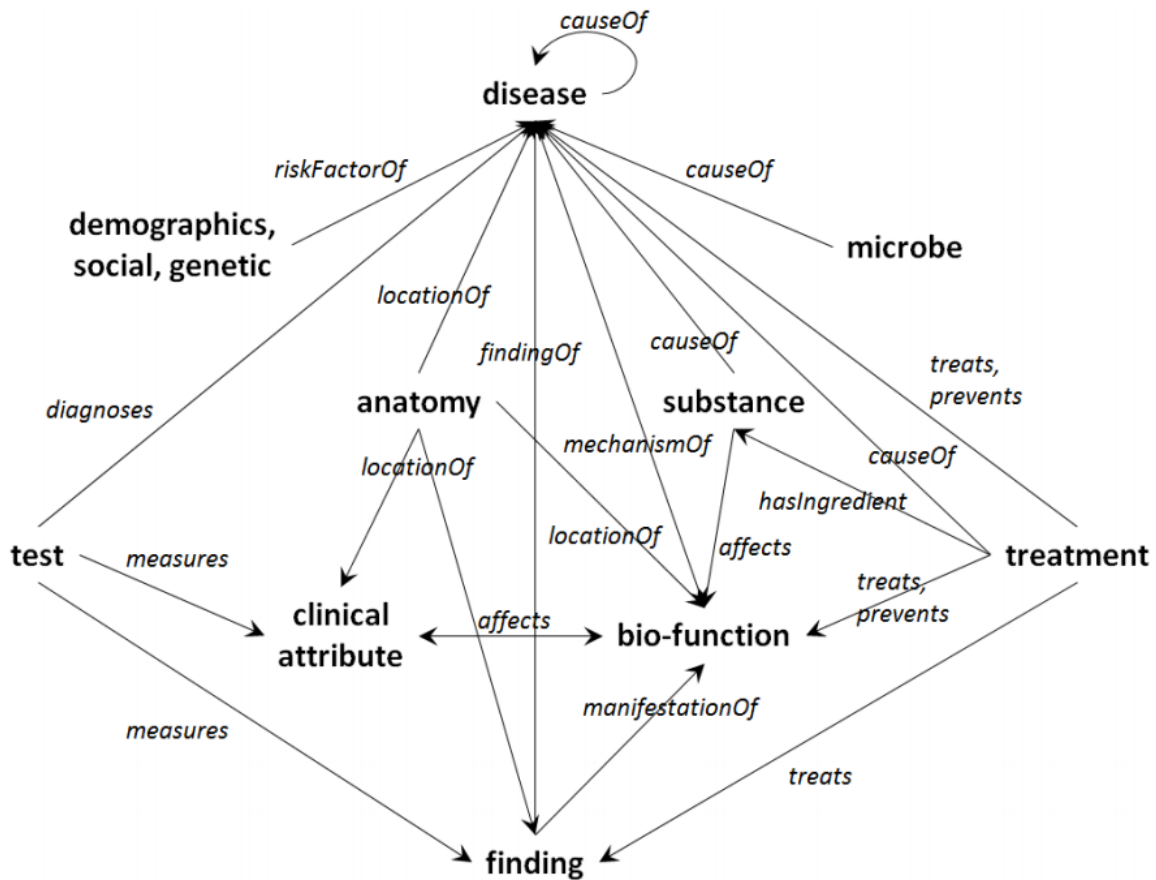 causeOf
disease
riskFactorOf
causeOf
demographics,
social, genetic
microbe
locationOf
findingOf
causeOf
treats,
prevents
diagnoses
anatomy
substance
mechanismOf
causeOf
locationOf
hasIngredient
locationOf
affects
test
measures
treatment
treats,
prevents
clinical
attribute
affects
bio-function
manifestationOf
measures
treats
finding